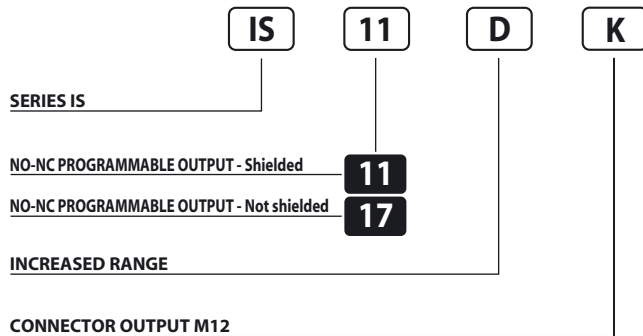 IS 11 D K
SERIES IS
NO-NC PROGRAMMABLE OUTPUT - Shielded 11
NO-NC PROGRAMMABLE OUTPUT - Not shielded 17
INCREASED RANGE
CONNECTOR OUTPUT M12